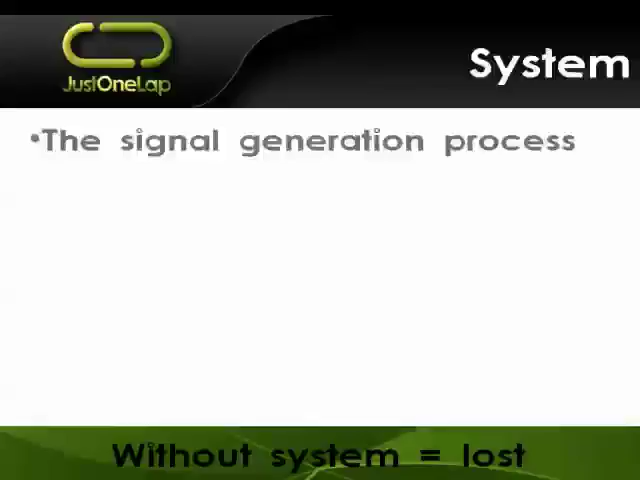 JustOneLap
System
•The signal generation process
Without system = lost